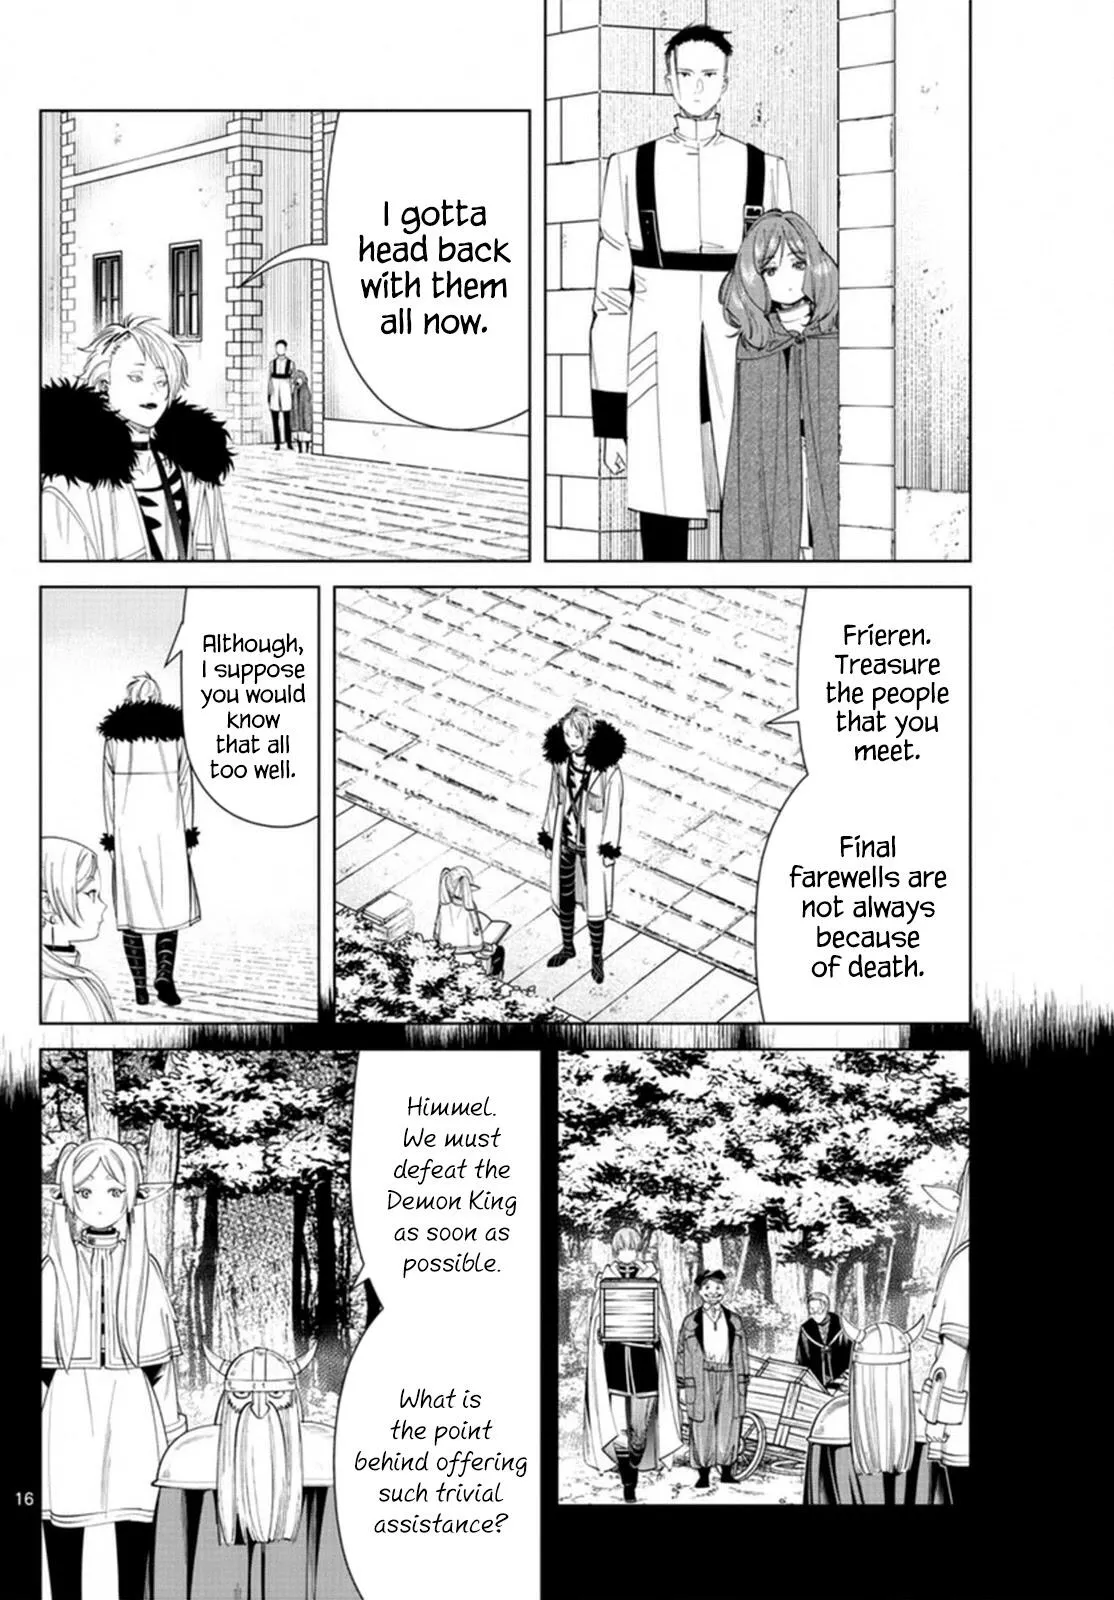 I gotta
head back
with them
all now.
Frieren.
Treasure
the people
that you
meet.
Final
farewells are
not always
because
of death.
Although,
I suppose
you would
know
that all
too well.
Himmel.
We must
defeat the
Demon King
as soon as
possible.
What is
the point
behind offering
such trivial
assistance?
16